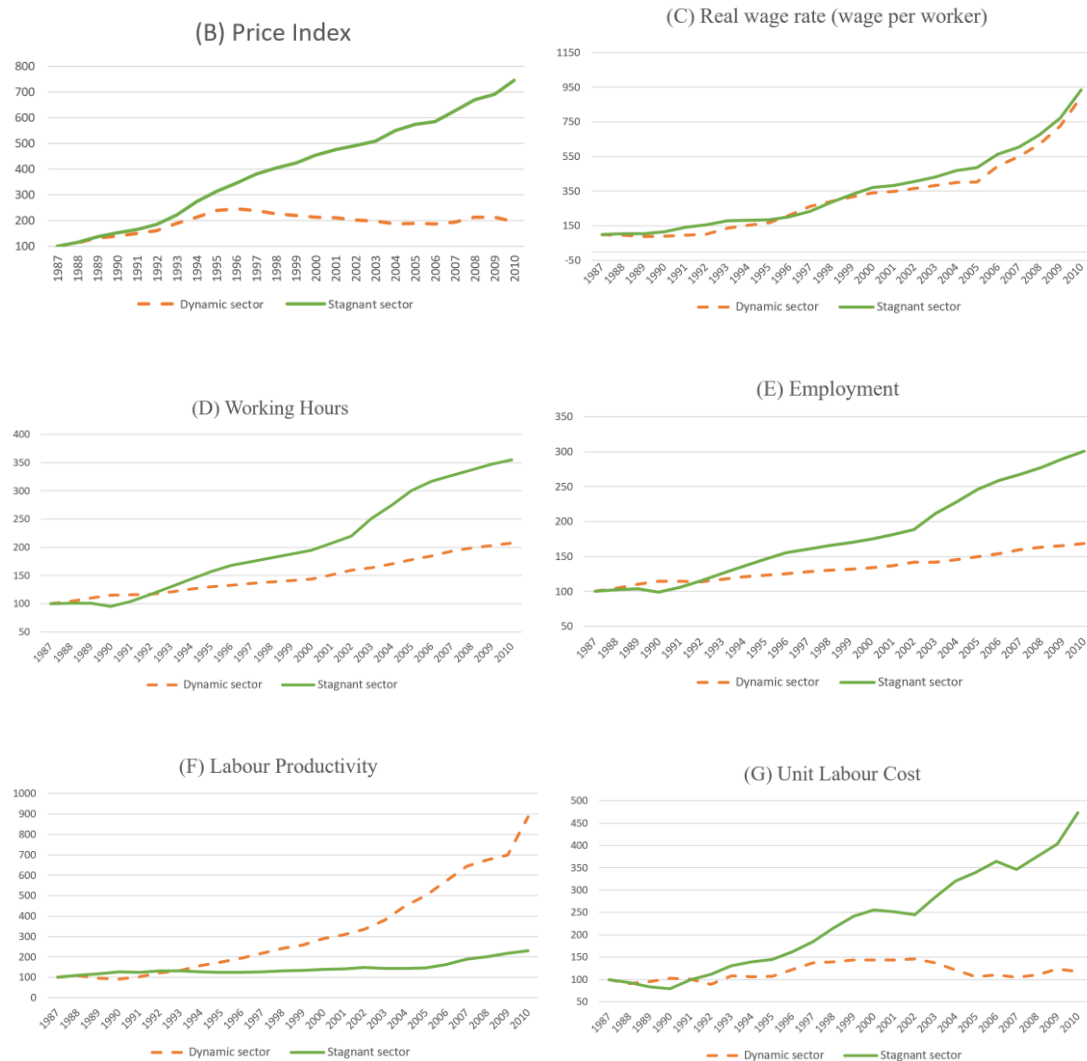 (B) Price Index
800
700
600
500
400
300
200
100
1987 1988 1989 1990 1991 1992 1993 1994 1995 1996 1997 1998 1999 2000 2001 2002 2003 2004 2005 2006 2007 2008 2009 2010
Dynamic sector Stagnant sector
(C) Real wage rate (wage per worker)
1150
950
750
550
350
150
-50
1987 1988 1989 1990 1991 1992 1993 1994 1995 1996 1997 1998 1999 2000 2001 2002 2003 2004 2005 2006 2007 2008 2009 2010
Dynamic sector Stagnant sector
(D) Working Hours
400
350
300
250
200
150
100
50
1987 1988 1989 1990 1991 1992 1993 1994 1995 1996 1997 1998 1999 2000 2001 2002 2003 2004 2005 2006 2007 2008 2009 2010
Dynamic sector Stagnant sector
(E) Employment
350
300
250
200
150
100
50
1987 1988 1989 1990 1991 1992 1993 1994 1995 1996 1997 1998 1999 2000 2001 2002 2003 2004 2005 2006 2007 2008 2009 2010
Dynamic sector Stagnant sector
(F) Labour Productivity
1000
900
800
700
600
500
400
300
200
100
0
1987 1988 1989 1990 1991 1992 1993 1994 1995 1996 1997 1998 1999 2000 2001 2002 2003 2004 2005 2006 2007 2008 2009 2010
Dynamic sector Stagnant sector
(G) Unit Labour Cost
500
450
400
350
300
250
200
150
100
50
1987 1988 1989 1990 1991 1992 1993 1994 1995 1996 1997 1998 1999 2000 2001 2002 2003 2004 2005 2006 2007 2008 2009 2010
Dynamic sector Stagnant sector